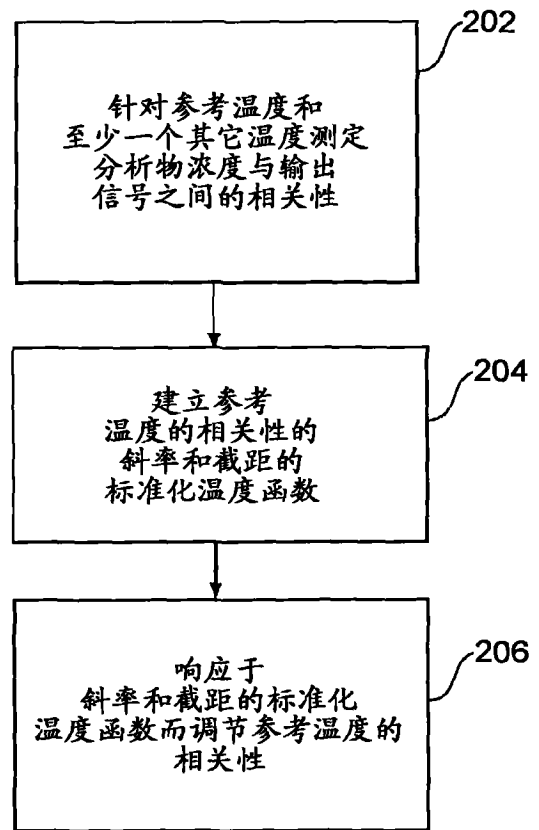 202
针对参考温度和
至少一个其它温度测定
分析物浓度与输出
信号之间的相关性
204
建立参考
温度的相关性的
斜率和截距的
标准化温度函数
206
响应于
斜率和截距的标准化
温度函数而调节参考温度的
相关性